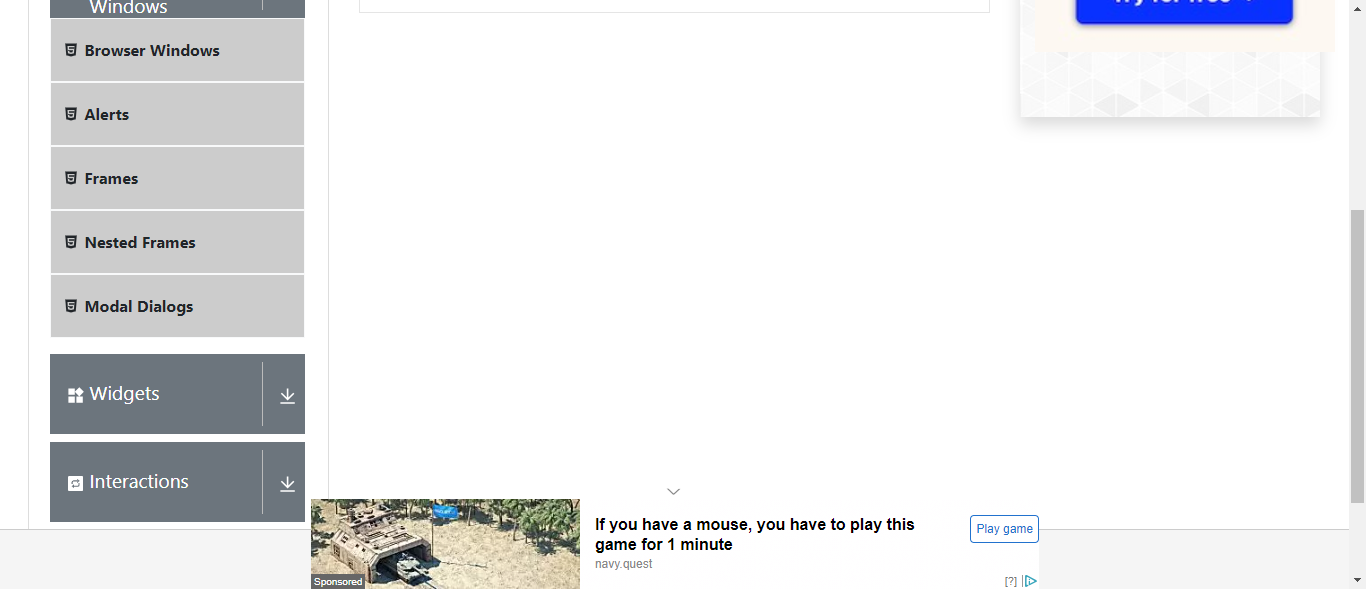 Windows
Browser Windows
Alerts
Frames
Nested Frames
Modal Dialogs
Widgets
Interactions
Try for free
If you have a mouse, you have to play this
game for 1 minute
navy.quest
Play game
Sponsored
[?]